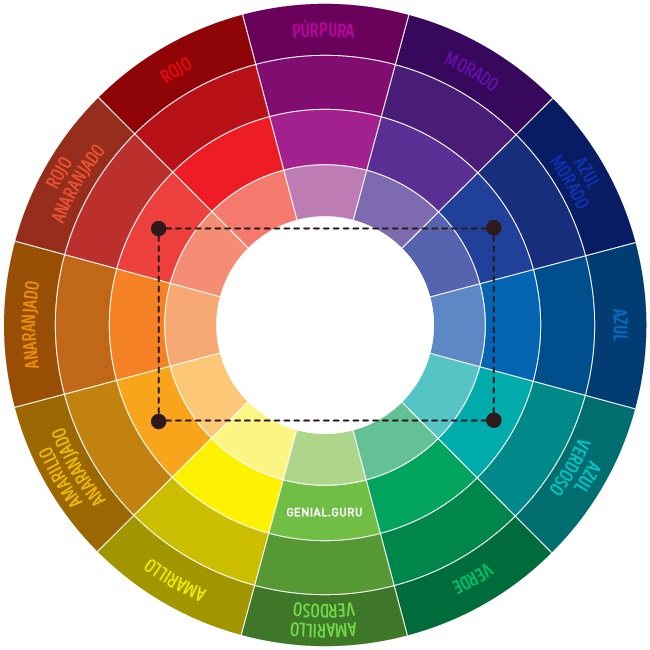 PÚRPURA
MORADO
AZUL
MORADO
AZUL
AZUL
VERDOSO
VERDE
AMARILLO
VERDOSO
AMARILLO
AMARILLO
ANARANJADO
ANARANJADO
ROJO
ANARANJADO
ROJO
GENIAL.GURU